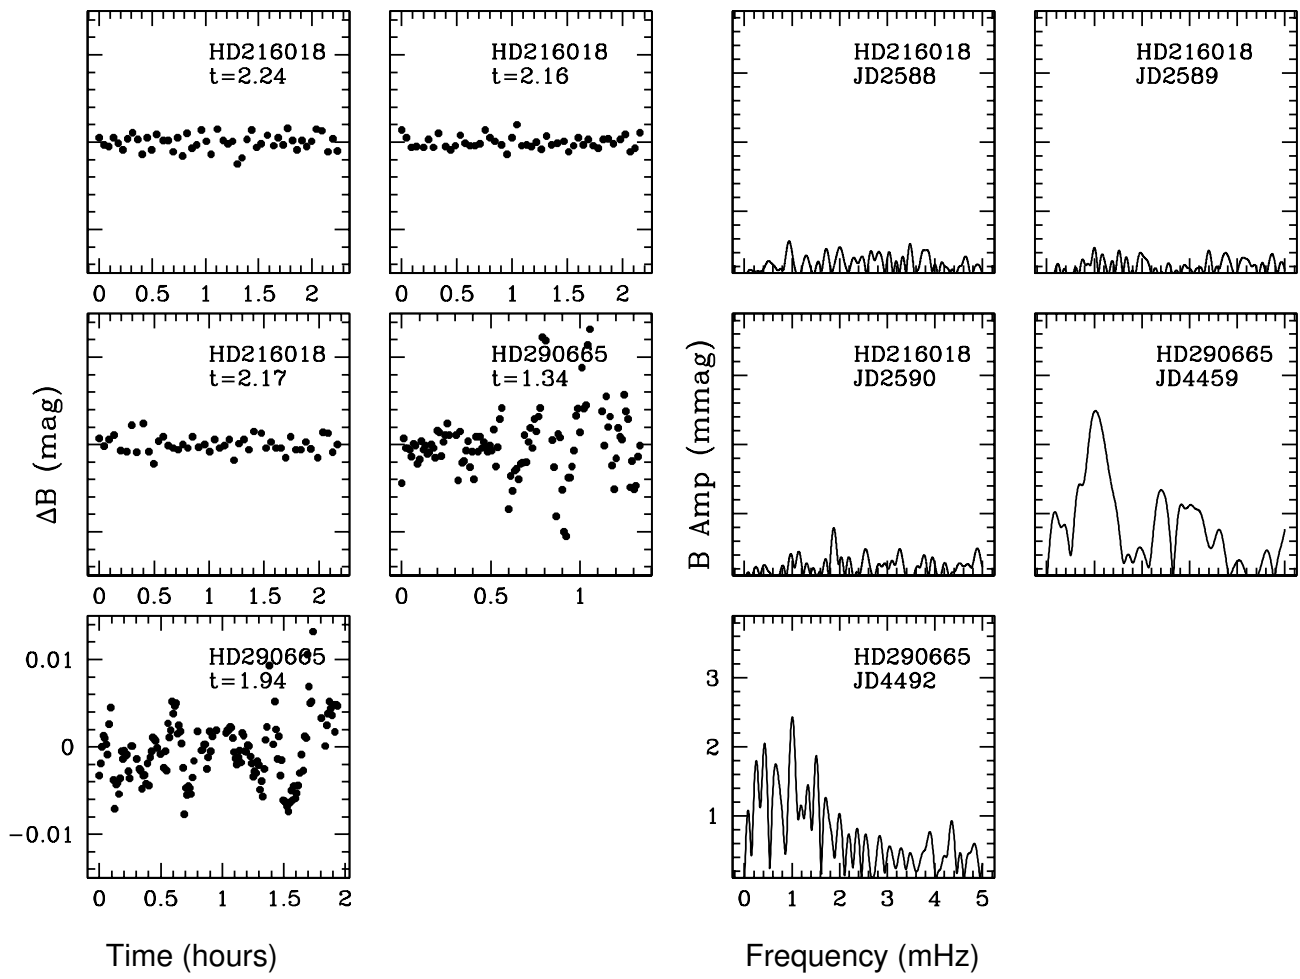 HD216018
t=2.24
0 0.5 1 1.5 2
HD216018
t=2.16
0 0.5 1 1.5 2
HD216018
JD2588
HD216018
JD2589
HD216018
t=2.17
0 0.5 1 1.5 2
HD290665
t=1.34
0 0.5 1
HD216018
JD2590
HD290665
JD4459
ΔB (mag)
B Amp (mmag)
HD290665
t=1.94
0.01
0
−0.01
0 0.5 1 1.5 2
HD290665
JD4492
3
2
1
0 1 2 3 4 5
Time (hours)
Frequency (mHz)